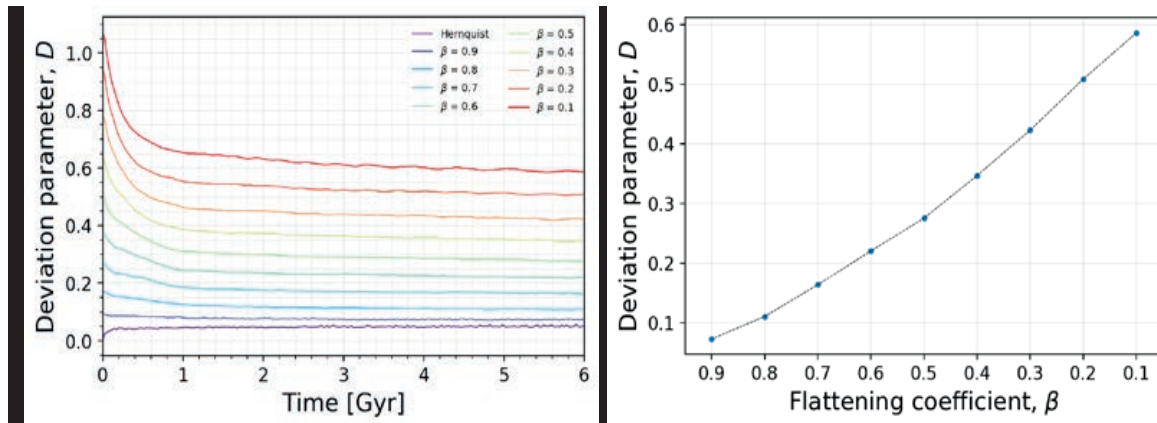 Deviation parameter, D
1.0
0.8
0.6
0.4
0.2
0.0
Hernquist
β = 0.9
β = 0.8
β = 0.7
β = 0.6
β = 0.5
β = 0.4
β = 0.3
β = 0.2
β = 0.1
0 1 2 3 4 5 6
Time [Gyr]
Deviation parameter, D
0.6
0.5
0.4
0.3
0.2
0.1
0.9 0.8 0.7 0.6 0.5 0.4 0.3 0.2 0.1
Flattening coefficient, β